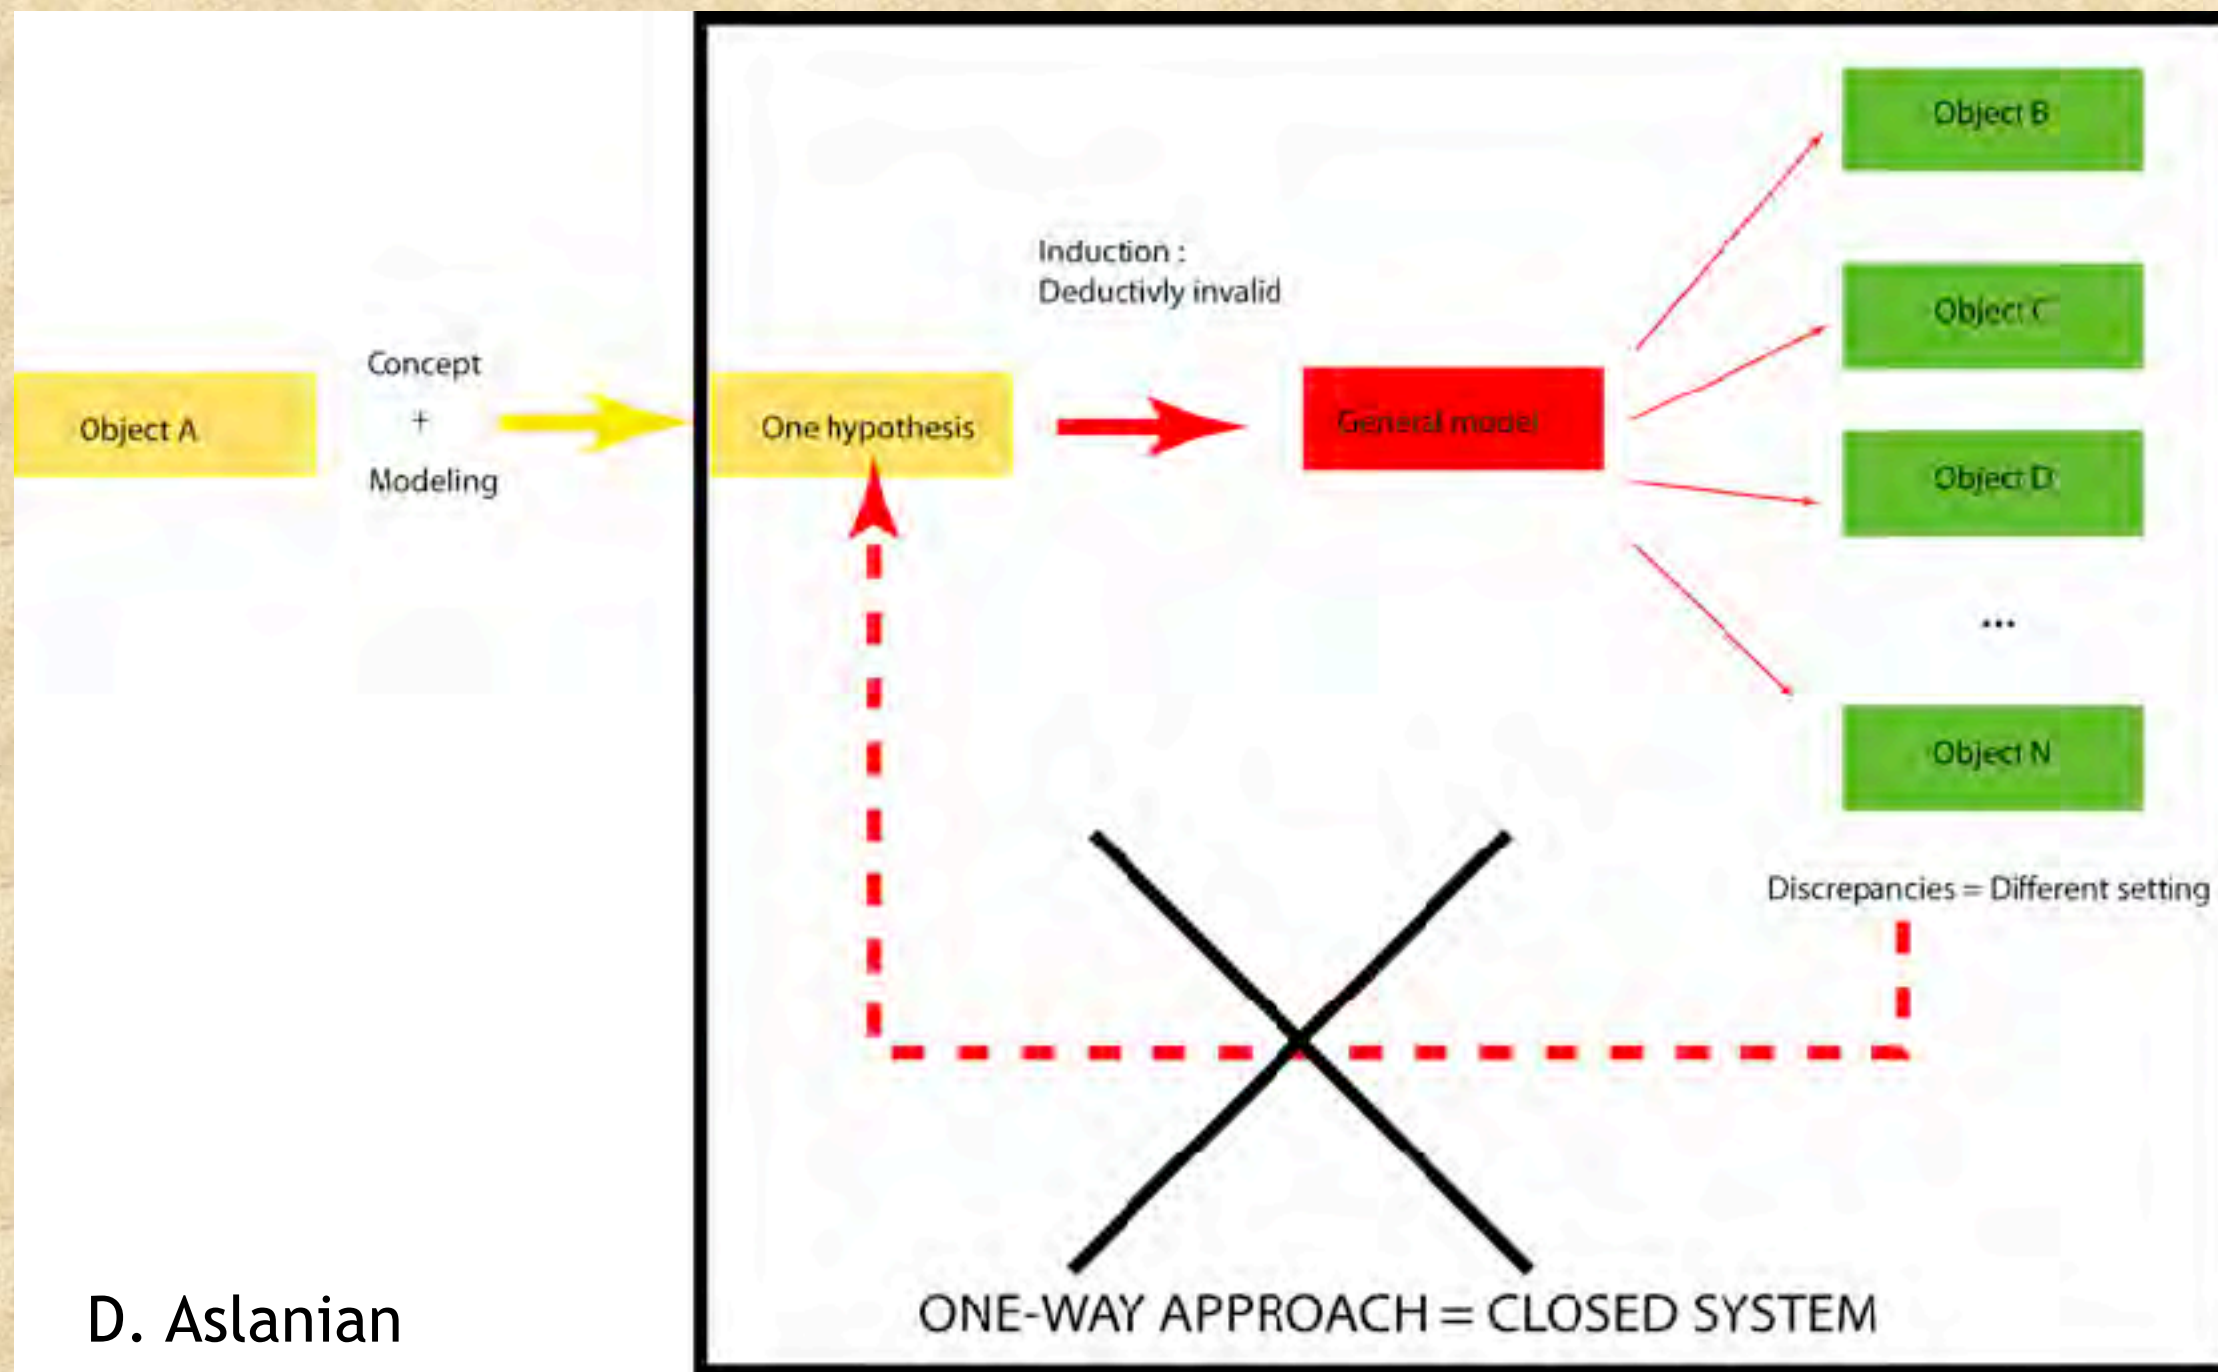 Object A
Concept
+
Modeling
One hypothesis
Induction :
Deductivly invalid
General model
Object B
Object C
Object D
...
Object N
Discrepancies = Different setting
ONE-WAY APPROACH = CLOSED SYSTEM
D. Aslanian